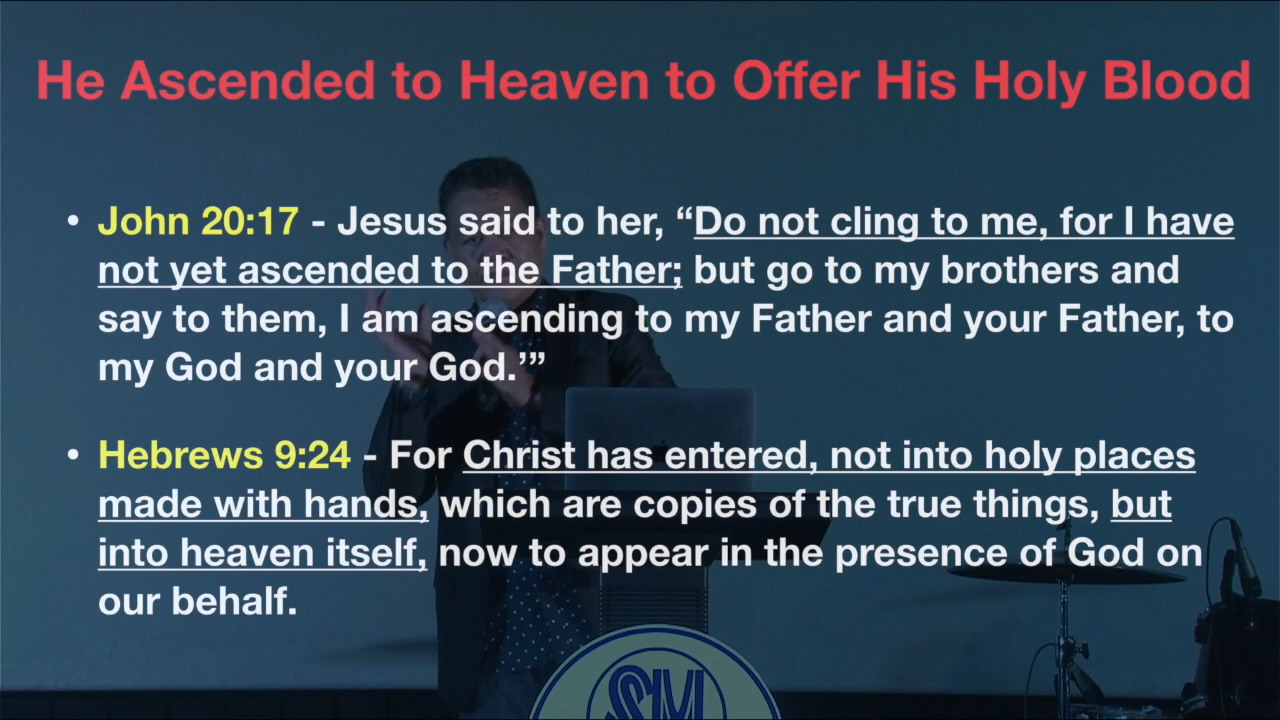 He Ascended to Heaven to Offer His Holy Blood
• John 20:17 - Jesus said to her, “Do not cling to me, for I have
not yet ascended to the Father; but go to my brothers and
say to them, I am ascending to my Father and your Father, to
my God and your God.’”
• Hebrews 9:24 - For Christ has entered, not into holy places
made with hands, which are copies of the true things, but
into heaven itself, now to appear in the presence of God on
our behalf.
SM